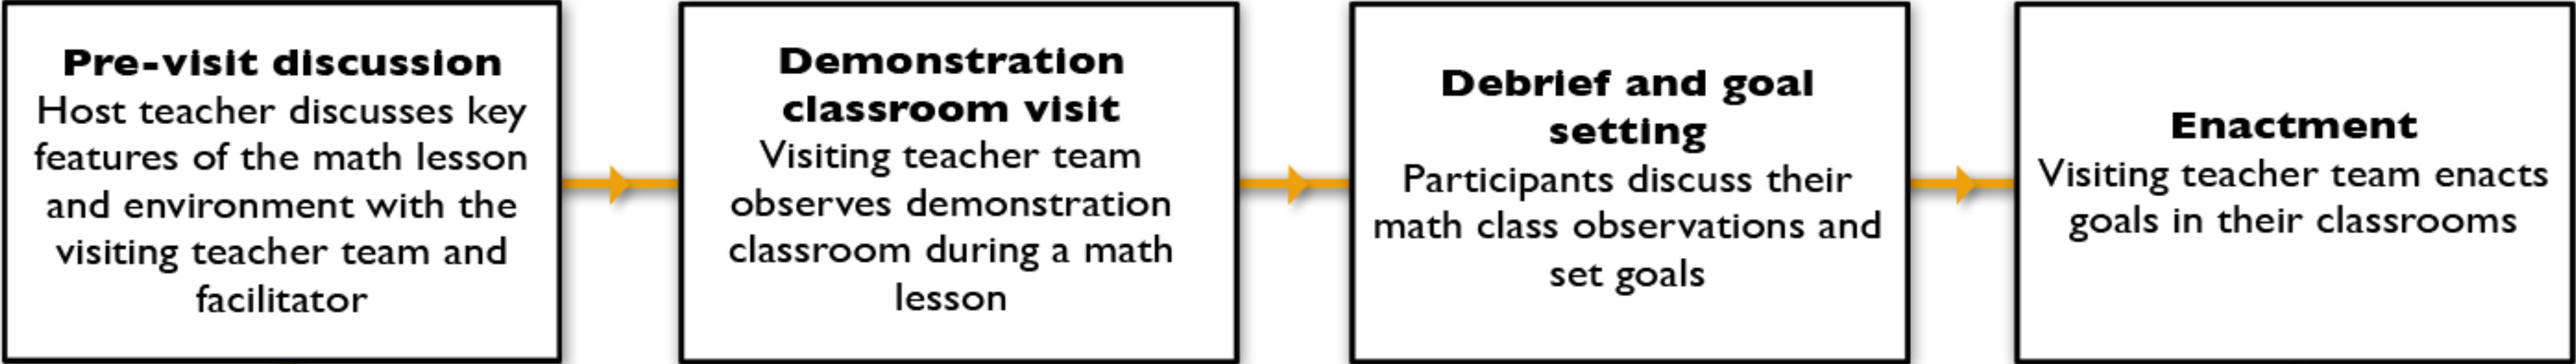 Pre-visit discussion
Host teacher discusses key
features of the math lesson
and environment with the
visiting teacher team and
facilitator
Demonstration
classroom visit
Visiting teacher team
observes demonstration
classroom during a math
lesson
Debrief and goal
setting
Participants discuss their
math class observations and
set goals
Enactment
Visiting teacher team enacts
goals in their classrooms